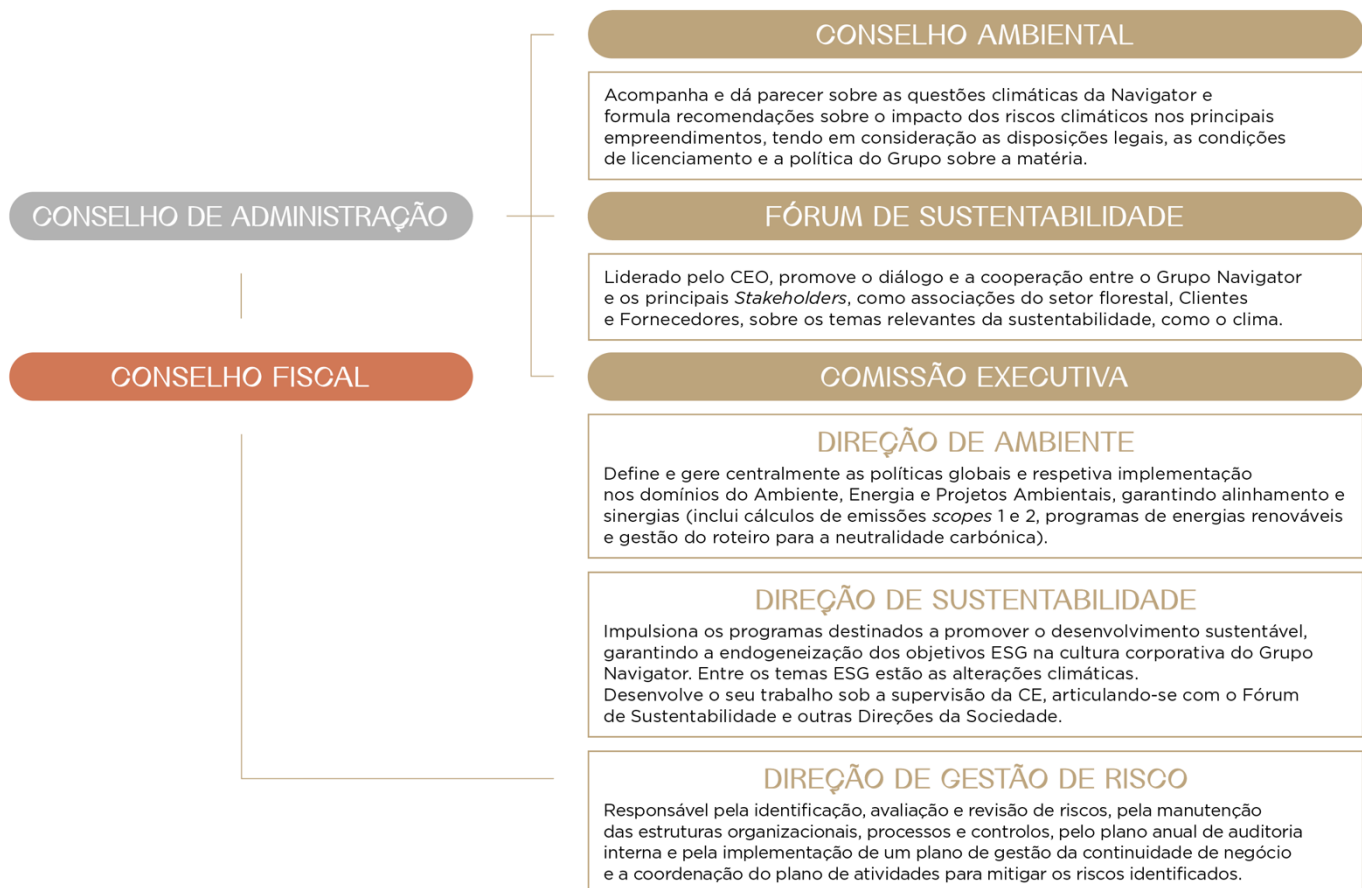 CONSELHO AMBIENTAL
Acompanha e dá parecer sobre as questões climáticas da Navigator e
formula recomendações sobre o impacto dos riscos climáticos nos principais
empreendimentos, tendo em consideração as disposições legais, as condições
de licenciamento e a política do Grupo sobre a matéria.
CONSELHO DE ADMINISTRAÇÃO
FÓRUM DE SUSTENTABILIDADE
Liderado pelo CEO, promove o diálogo e a cooperação entre o Grupo Navigator
e os principais Stakeholders, como associações do setor florestal, Clientes
e Fornecedores, sobre os temas relevantes da sustentabilidade, como o clima.
CONSELHO FISCAL
COMISSÃO EXECUTIVA
DIREÇÃO DE AMBIENTE
Define e gere centralmente as políticas globais e respetiva implementação
nos domínios do Ambiente, Energia e Projetos Ambientais, garantindo alinhamento e
sinergias (inclui cálculos de emissões scopes 1 e 2, programas de energias renováveis
e gestão do roteiro para a neutralidade carbónica).
DIREÇÃO DE SUSTENTABILIDADE
Impulsiona os programas destinados a promover o desenvolvimento sustentável,
garantindo a endogeneização dos objetivos ESG na cultura corporativa do Grupo
Navigator. Entre os temas ESG estão as alterações climáticas.
Desenvolve o seu trabalho sob a supervisão da CE, articulando-se com o Fórum
de Sustentabilidade e outras Direções da Sociedade.
DIREÇÃO DE GESTÃO DE RISCO
Responsável pela identificação, avaliação e revisão de riscos, pela manutenção
das estruturas organizacionais, processos e controlos, pelo plano anual de auditoria
interna e pela implementação de um plano de gestão da continuidade de negócio
e a coordenação do plano de atividades para mitigar os riscos identificados.